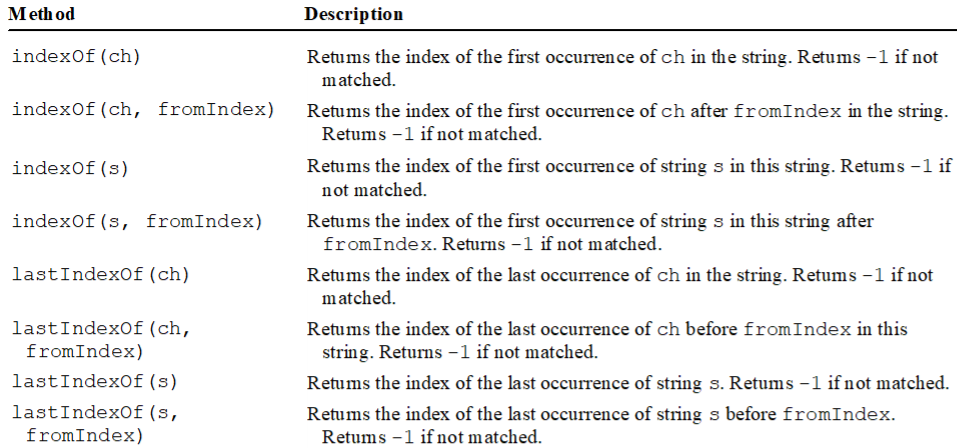 Method Description
indexOf(ch) Returns the index of the first occurrence of ch in the string. Returns -1 if not
matched.
indexOf(ch, fromIndex) Returns the index of the first occurrence of ch after fromIndex in the string.
Returns -1 if not matched.
indexOf(s) Returns the index of the first occurrence of string s in this string. Returns -1 if
not matched.
indexOf(s, fromIndex) Returns the index of the first occurrence of string s in this string after
fromIndex. Returns -1 if not matched.
lastIndexOf(ch) Returns the index of the last occurrence of ch in the string. Returns -1 if not
matched.
lastIndexOf(ch, Returns the index of the last occurrence of ch before fromIndex in this
fromIndex) string. Returns -1 if not matched.
lastIndexOf(s) Returns the index of the last occurrence of string s. Returns -1 if not matched.
lastIndexOf(s, Returns the index of the last occurrence of string s before fromIndex.
fromIndex) Returns -1 if not matched.